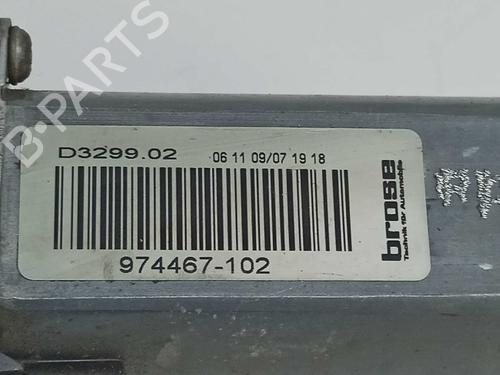 B-PARTS
D3299.02 06 11 09/07 19 18
974467-102
brose
Technik für Automobile